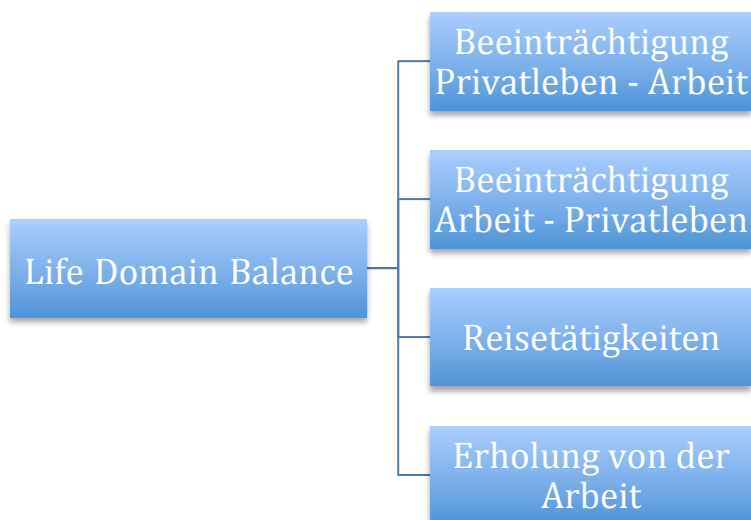 Life Domain Balance
Beeinträchtigung
Privatleben - Arbeit
Beeinträchtigung
Arbeit - Privatleben
Reisetätigkeiten
Erholung von der
Arbeit